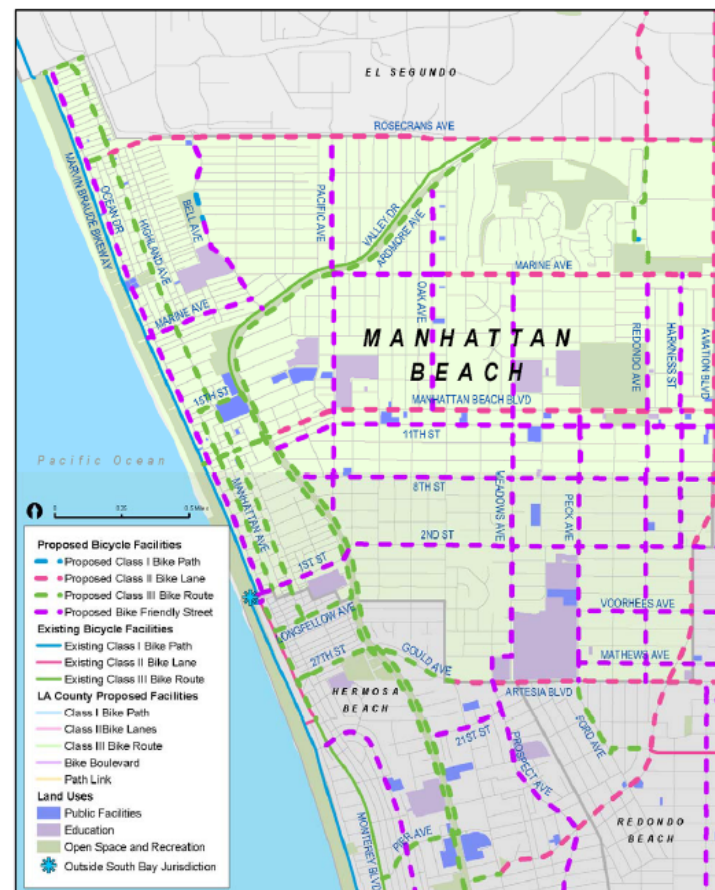 EL SEGUNDO
ROSECRANS AVE
MARVIN BRAUDE BIKEWAY
OCEAN DR
HIGHLAND AVE
BELL AVE
PACIFIC AVE
VALLEY DR
ARDMORE AVE
MARINE AVE
OAK AVE
MARINE AVE
MANHATTAN
BEACH
REDONDO AVE
HARKNESS ST
AVIATION BLVD
15TH ST
MANHATTAN BEACH BLVD
11TH ST
Pacific Ocean
MANHATTAN AVE
8TH ST
MEADOWS AVE
PECK AVE
2ND ST
0 0.25 0.5 Miles
1ST ST
VOORHEES AVE
LONGFELLOW AVE
27TH ST
GOULD AVE
MATHEWS AVE
HERMOSA
BEACH
ARTESIA BLVD
21ST ST
PROSPECT AVE
FORD AVE
REDONDO
BEACH
PIER AVE
MONTEREY BLVD
Proposed Bicycle Facilities
Proposed Class I Bike Path
Proposed Class II Bike Lane
Proposed Class III Bike Route
Proposed Bike Friendly Street
Existing Bicycle Facilities
Existing Class I Bike Path
Existing Class II Bike Lane
Existing Class III Bike Route
LA County Proposed Facilities
Class I Bike Path
Class IIBike Lanes
Class III Bike Route
Bike Boulevard
Path Link
Land Uses
Public Facilities
Education
Open Space and Recreation
Outside South Bay Jurisdiction